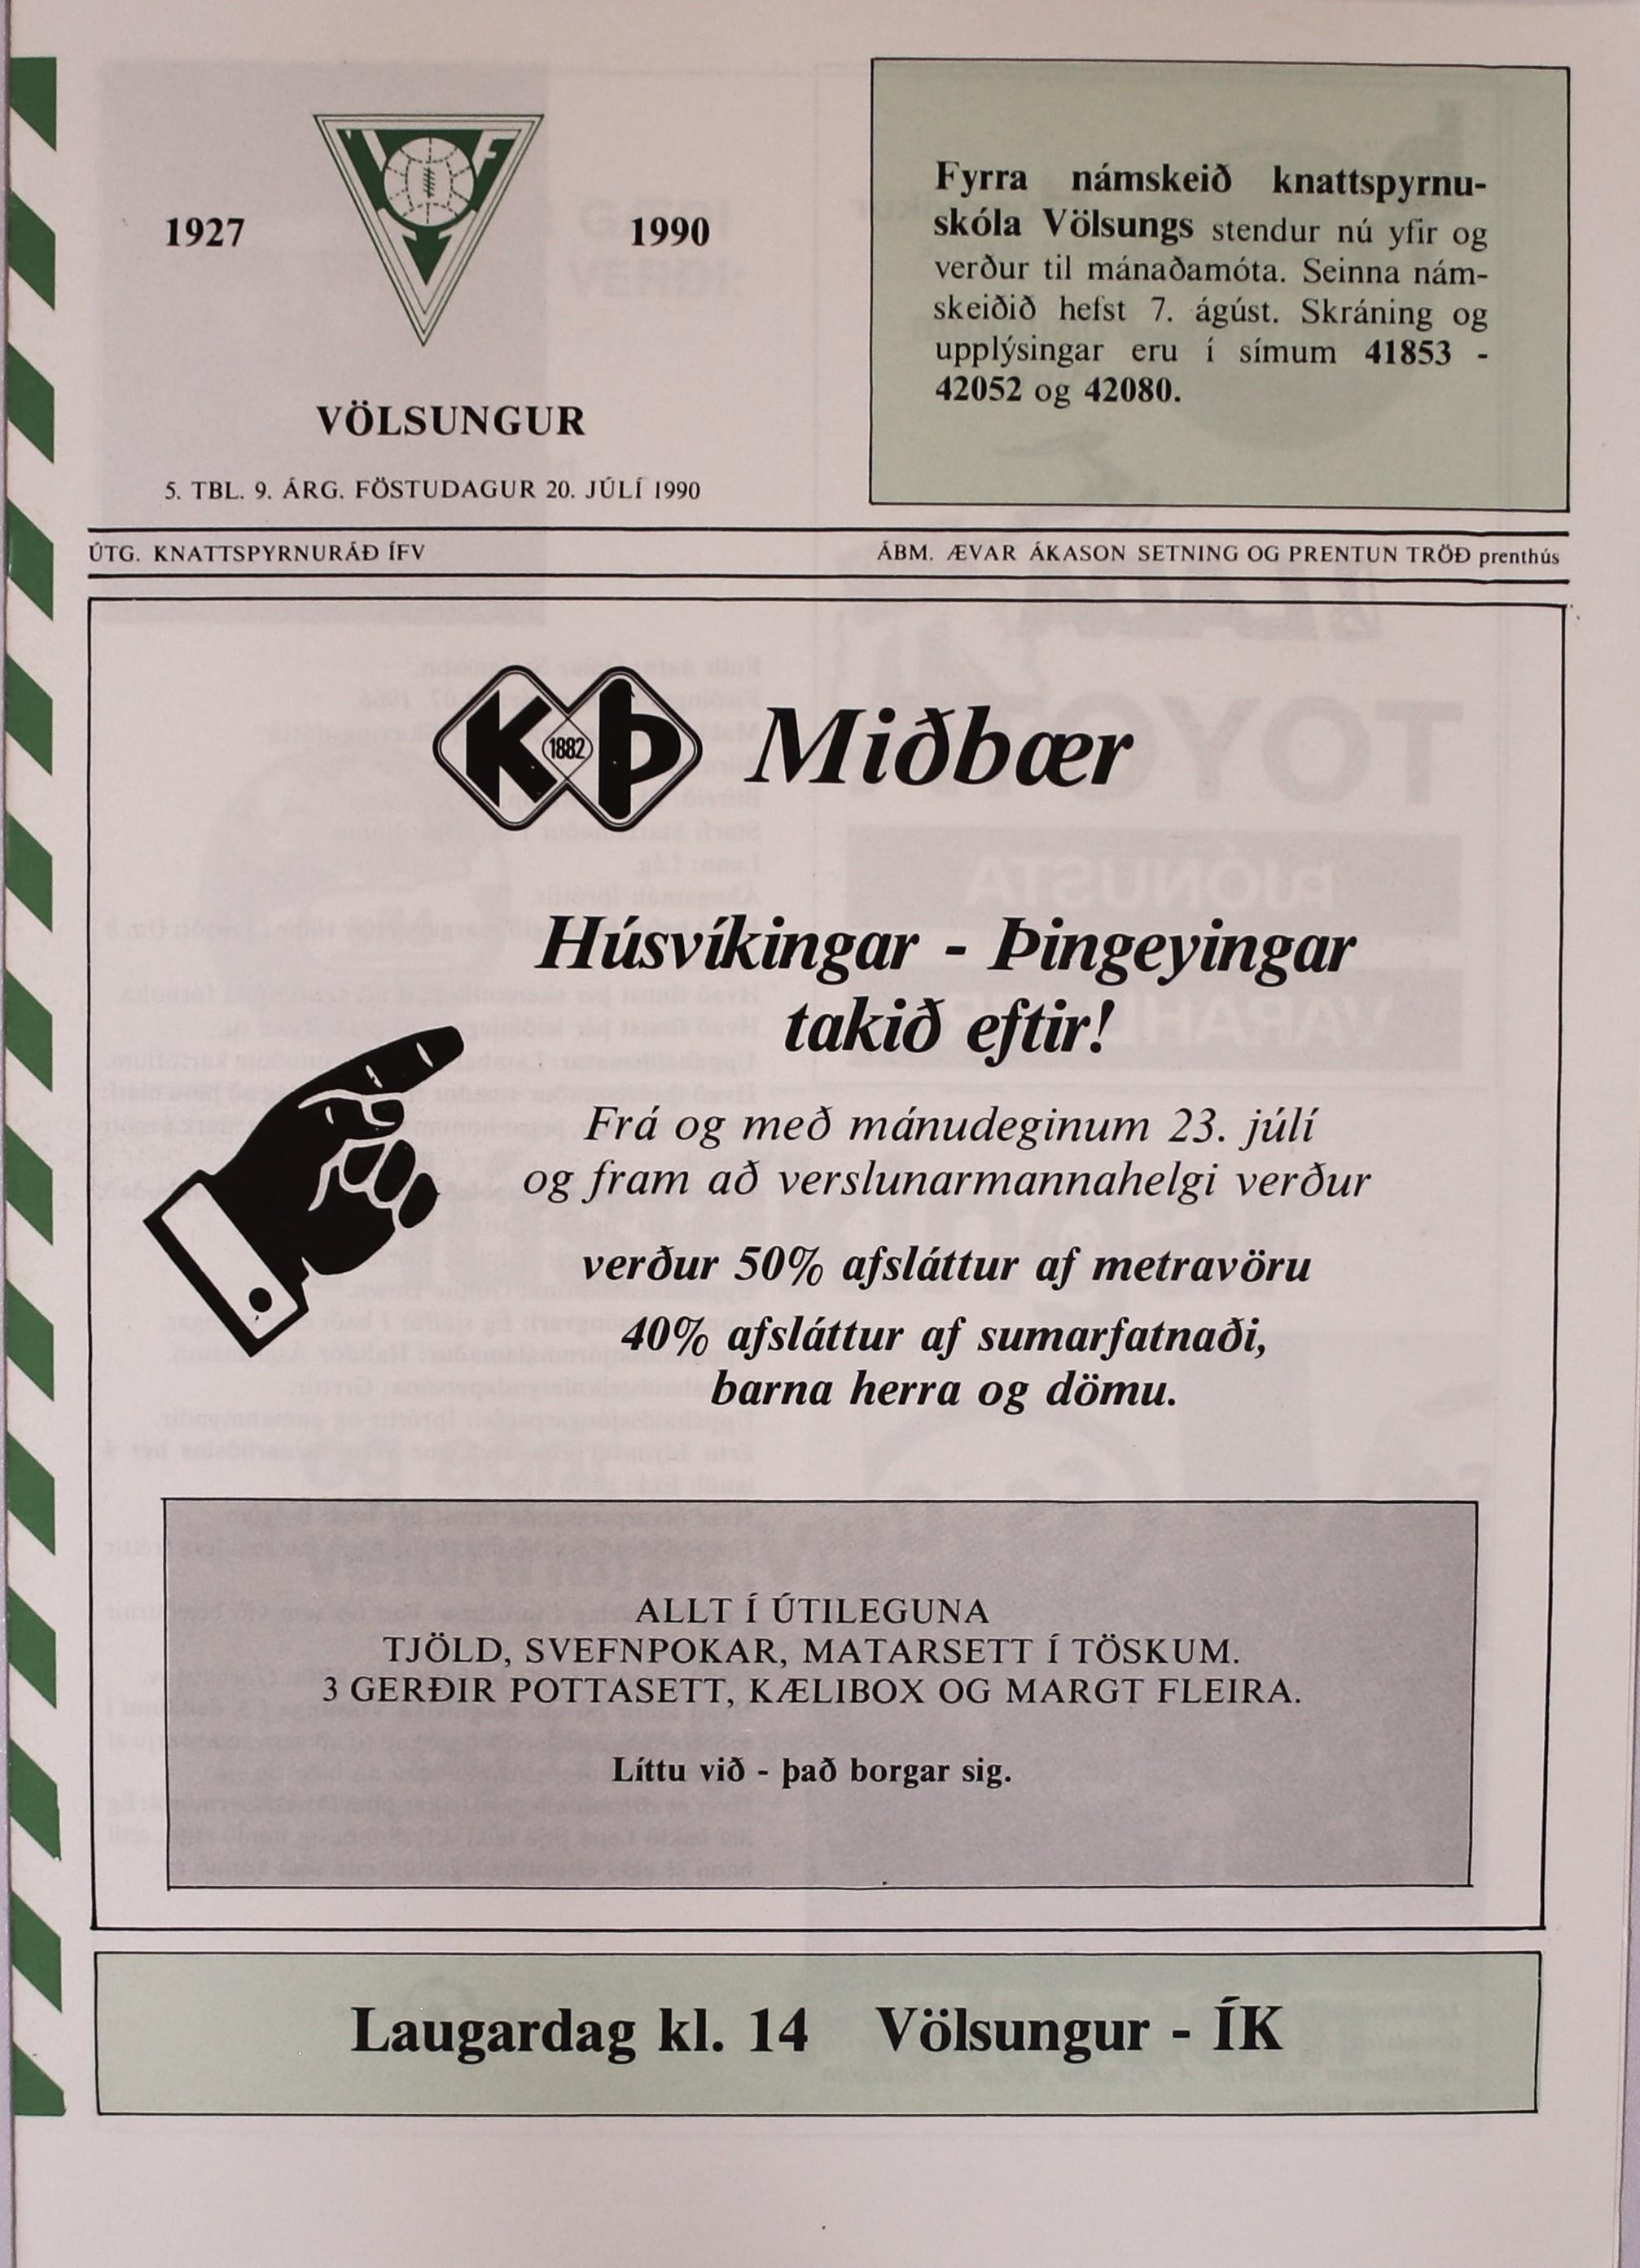 1927
1990
VÖLSUNGUR
5. TBL. 9. ÁRG. FÖSTUDAGUR 20. JÚLÍ 1990
Fyrra námskeið knattspyrnu-
skóla Völsungs stendur nú yfir og
verður til mánaðamóta. Seinna nám-
skeiðið hefst 7. ágúst. Skráning og
upplýsingar eru í símum 41853 -
42052 og 42080.
ÚTG. KNATTSPYRNURÁÐ ÍFV
ÁBM. ÆVAR ÁKASON SETNING OG PRENTUN TRÖÐ prenthús
K 1882 Þ Miðbær
Húsvíkingar - Þingeyingar
takið eftir!
Frá og með mánudeginum 23. júlí
og fram að verslunarmannahelgi verður
verður 50% afsláttur af metravöru
40% afsláttur af sumarfatnaði,
barna herra og dömu.
ALLT Í ÚTILEGUNA
TJÖLD, SVEFNPOKAR, MATARSETT Í TÖSKUM.
3 GERÐIR POTTASETT, KÆLIBOX OG MARGT FLEIRA.
Líttu við - það borgar sig.
Laugardag kl. 14 Völsungur - ÍK